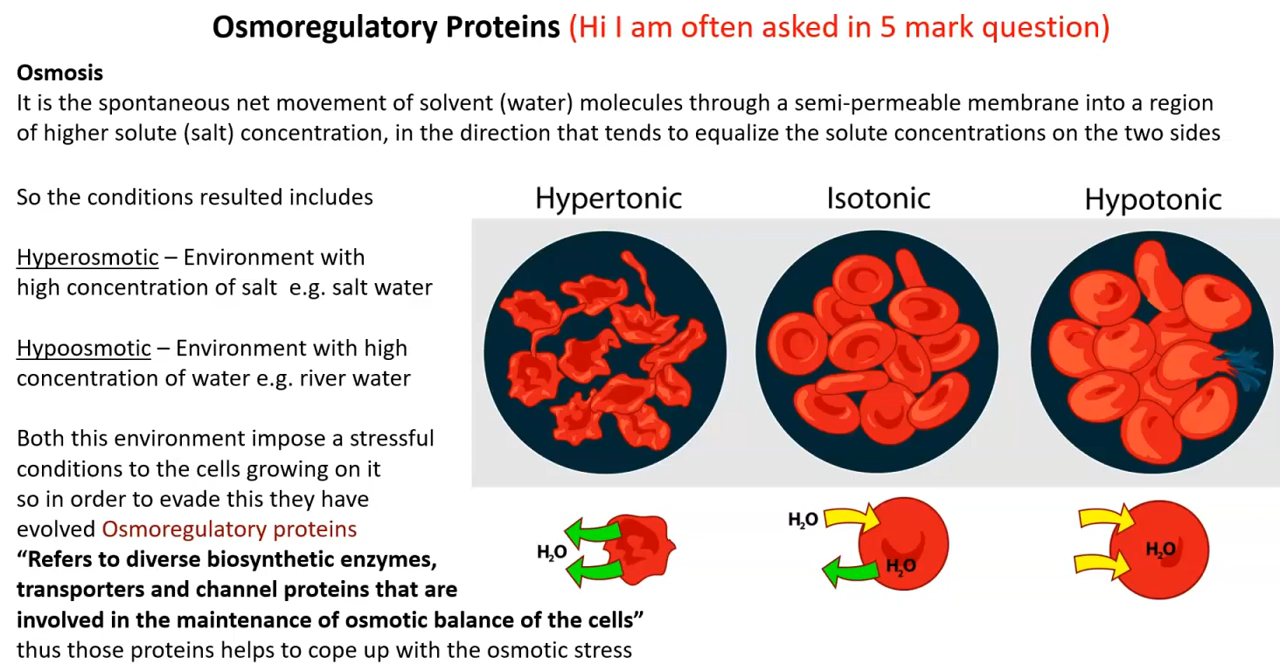 Osmoregulatory Proteins (Hi I am often asked in 5 mark question)
Osmosis
It is the spontaneous net movement of solvent (water) molecules through a semi-permeable membrane into a region
of higher solute (salt) concentration, in the direction that tends to equalize the solute concentrations on the two sides
So the conditions resulted includes
Hyperosmotic – Environment with
high concentration of salt e.g. salt water
Hypoosmotic – Environment with high
concentration of water e.g. river water
Both this environment impose a stressful
conditions to the cells growing on it
so in order to evade this they have
evolved Osmoregulatory proteins
“Refers to diverse biosynthetic enzymes,
transporters and channel proteins that are
involved in the maintenance of osmotic balance of the cells”
thus those proteins helps to cope up with the osmotic stress
Hypertonic
Isotonic
Hypotonic
H₂O
H₂O
H₂O
H₂O